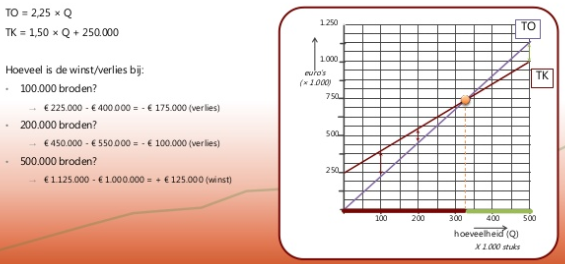 TO = 2,25 × Q
TK = 1,50 × Q + 250.000
Hoeveel is de winst/verlies bij:
- 100.000 broden?
→ € 225.000 - € 400.000 = - € 175.000 (verlies)
- 200.000 broden?
→ € 450.000 - € 550.000 = - € 100.000 (verlies)
- 500.000 broden?
→ € 1.125.000 - € 1.000.000 = + € 125.000 (winst)
1.250
TO
1.000
euro's
(× 1.000)
TK
750
500
250
100 200 300 400 500
hoeveelheid (Q)
X 1.000 stuks